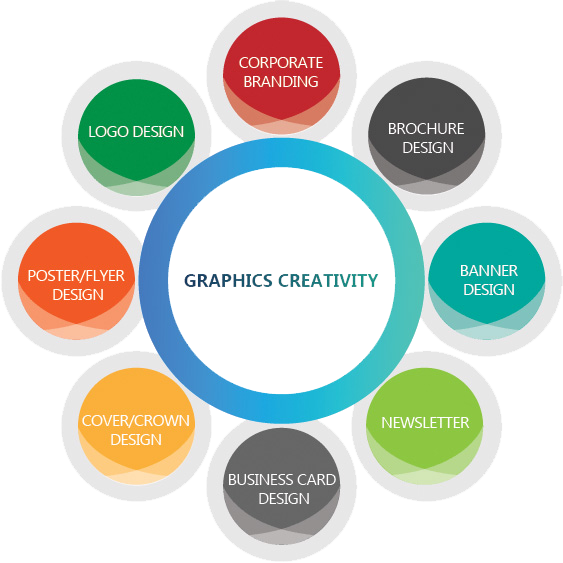 CORPORATE
BRANDING
BROCHURE
DESIGN
BANNER
DESIGN
NEWSLETTER
BUSINESS CARD
DESIGN
COVER/CROWN
DESIGN
POSTER/FLYER
DESIGN
LOGO DESIGN
GRAPHICS CREATIVITY